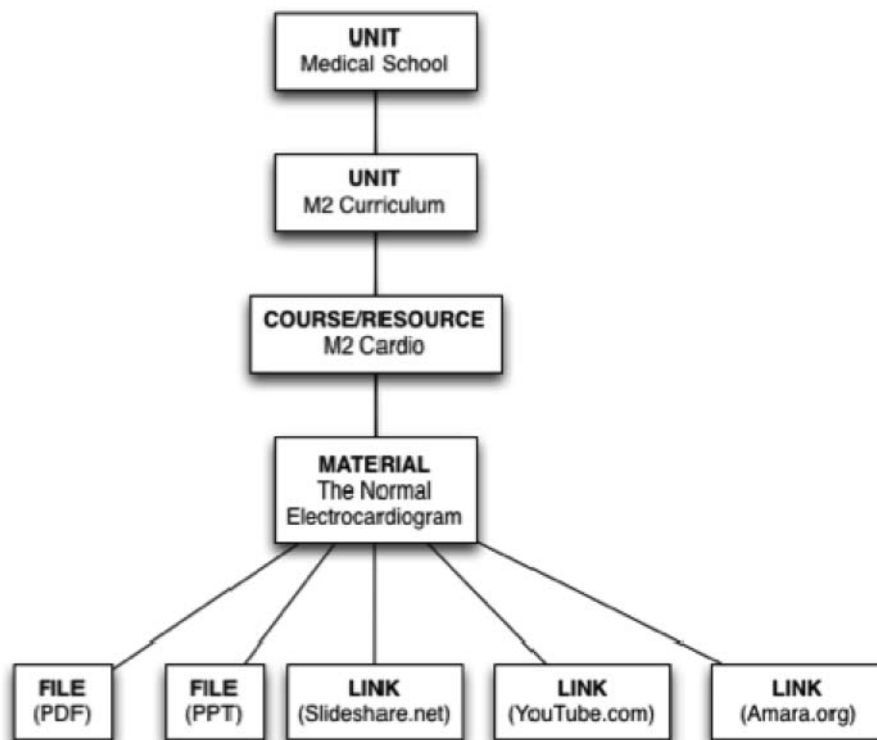 UNIT
Medical School
UNIT
M2 Curriculum
COURSE/RESOURCE
M2 Cardio
MATERIAL
The Normal
Electrocardiogram
FILE
(PDF)
FILE
(PPT)
LINK
(Slideshare.net)
LINK
(YouTube.com)
LINK
(Amara.org)